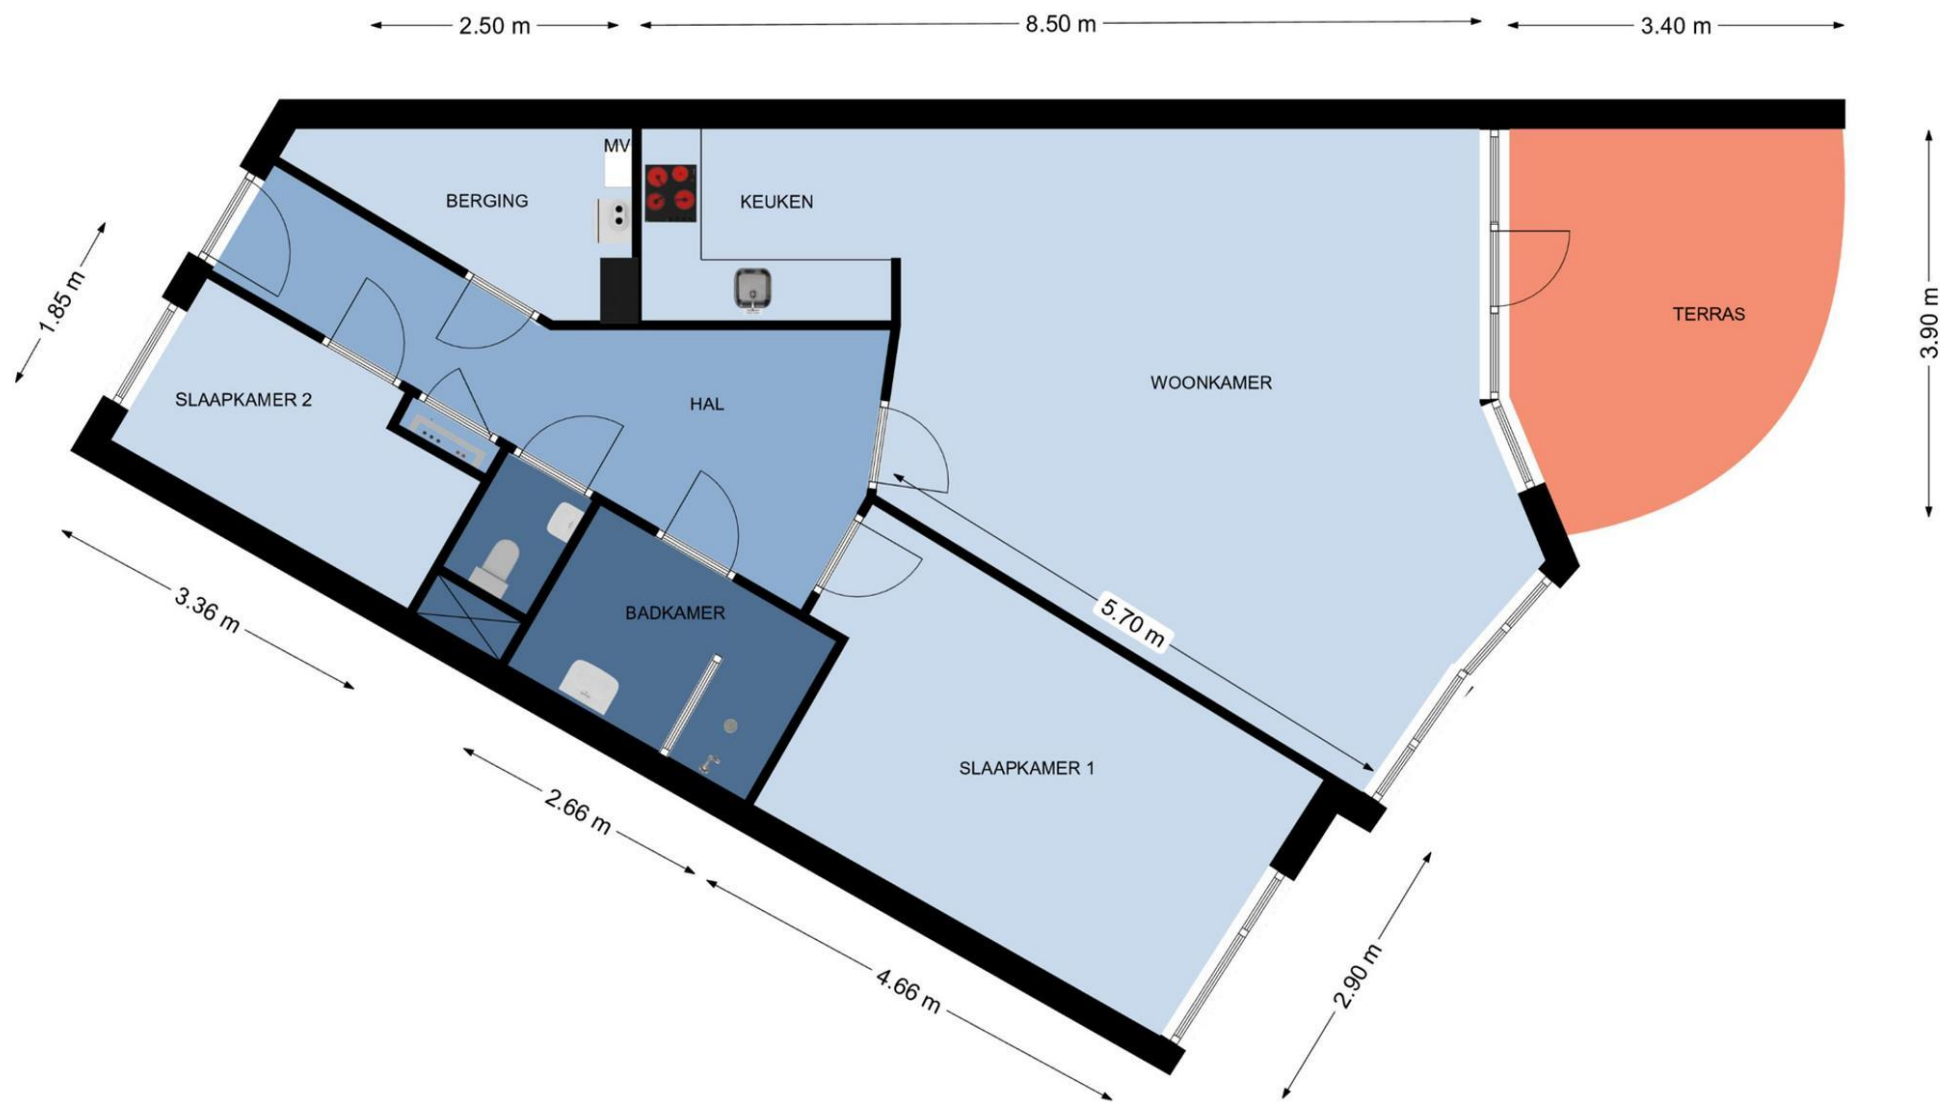 2.50 m
8.50 m
3.40 m
MV
BERGING
KEUKEN
1.85 m
TERRAS
3.90 m
WOONKAMER
SLAAPKAMER 2
HAL
3.36 m
BADKAMER
5.70 m
SLAAPKAMER 1
2.66 m
4.66 m
2.90 m